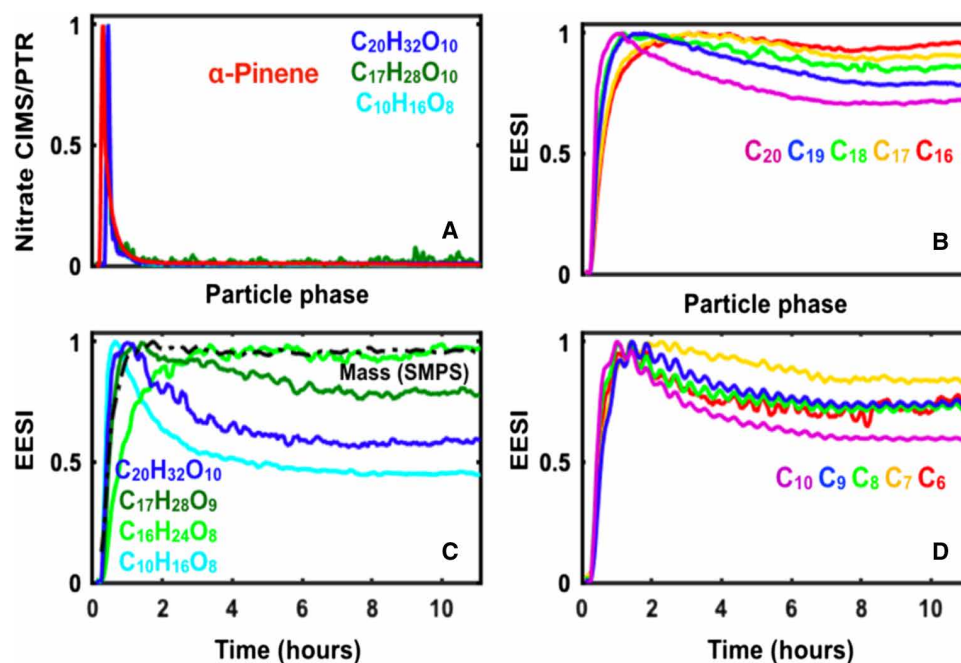 Nitrate CIMS/PTR
1
0.5
0
α-Pinene
C₂₀H₃₂O₁₀
C₁₇H₂₈O₁₀
C₁₀H₁₆O₈
A
Particle phase
EESI
1
0.5
0
C₂₀ C₁₉ C₁₈ C₁₇ C₁₆
B
Particle phase
EESI
1
0.5
0
Mass (SMPS)
C₂₀H₃₂O₁₀
C₁₇H₂₈O₉
C₁₆H₂₄O₈
C₁₀H₁₆O₈
C
0 2 4 6 8 10
Time (hours)
EESI
1
0.5
0
C₁₀ C₉ C₈ C₇ C₆
D
0 2 4 6 8 10
Time (hours)